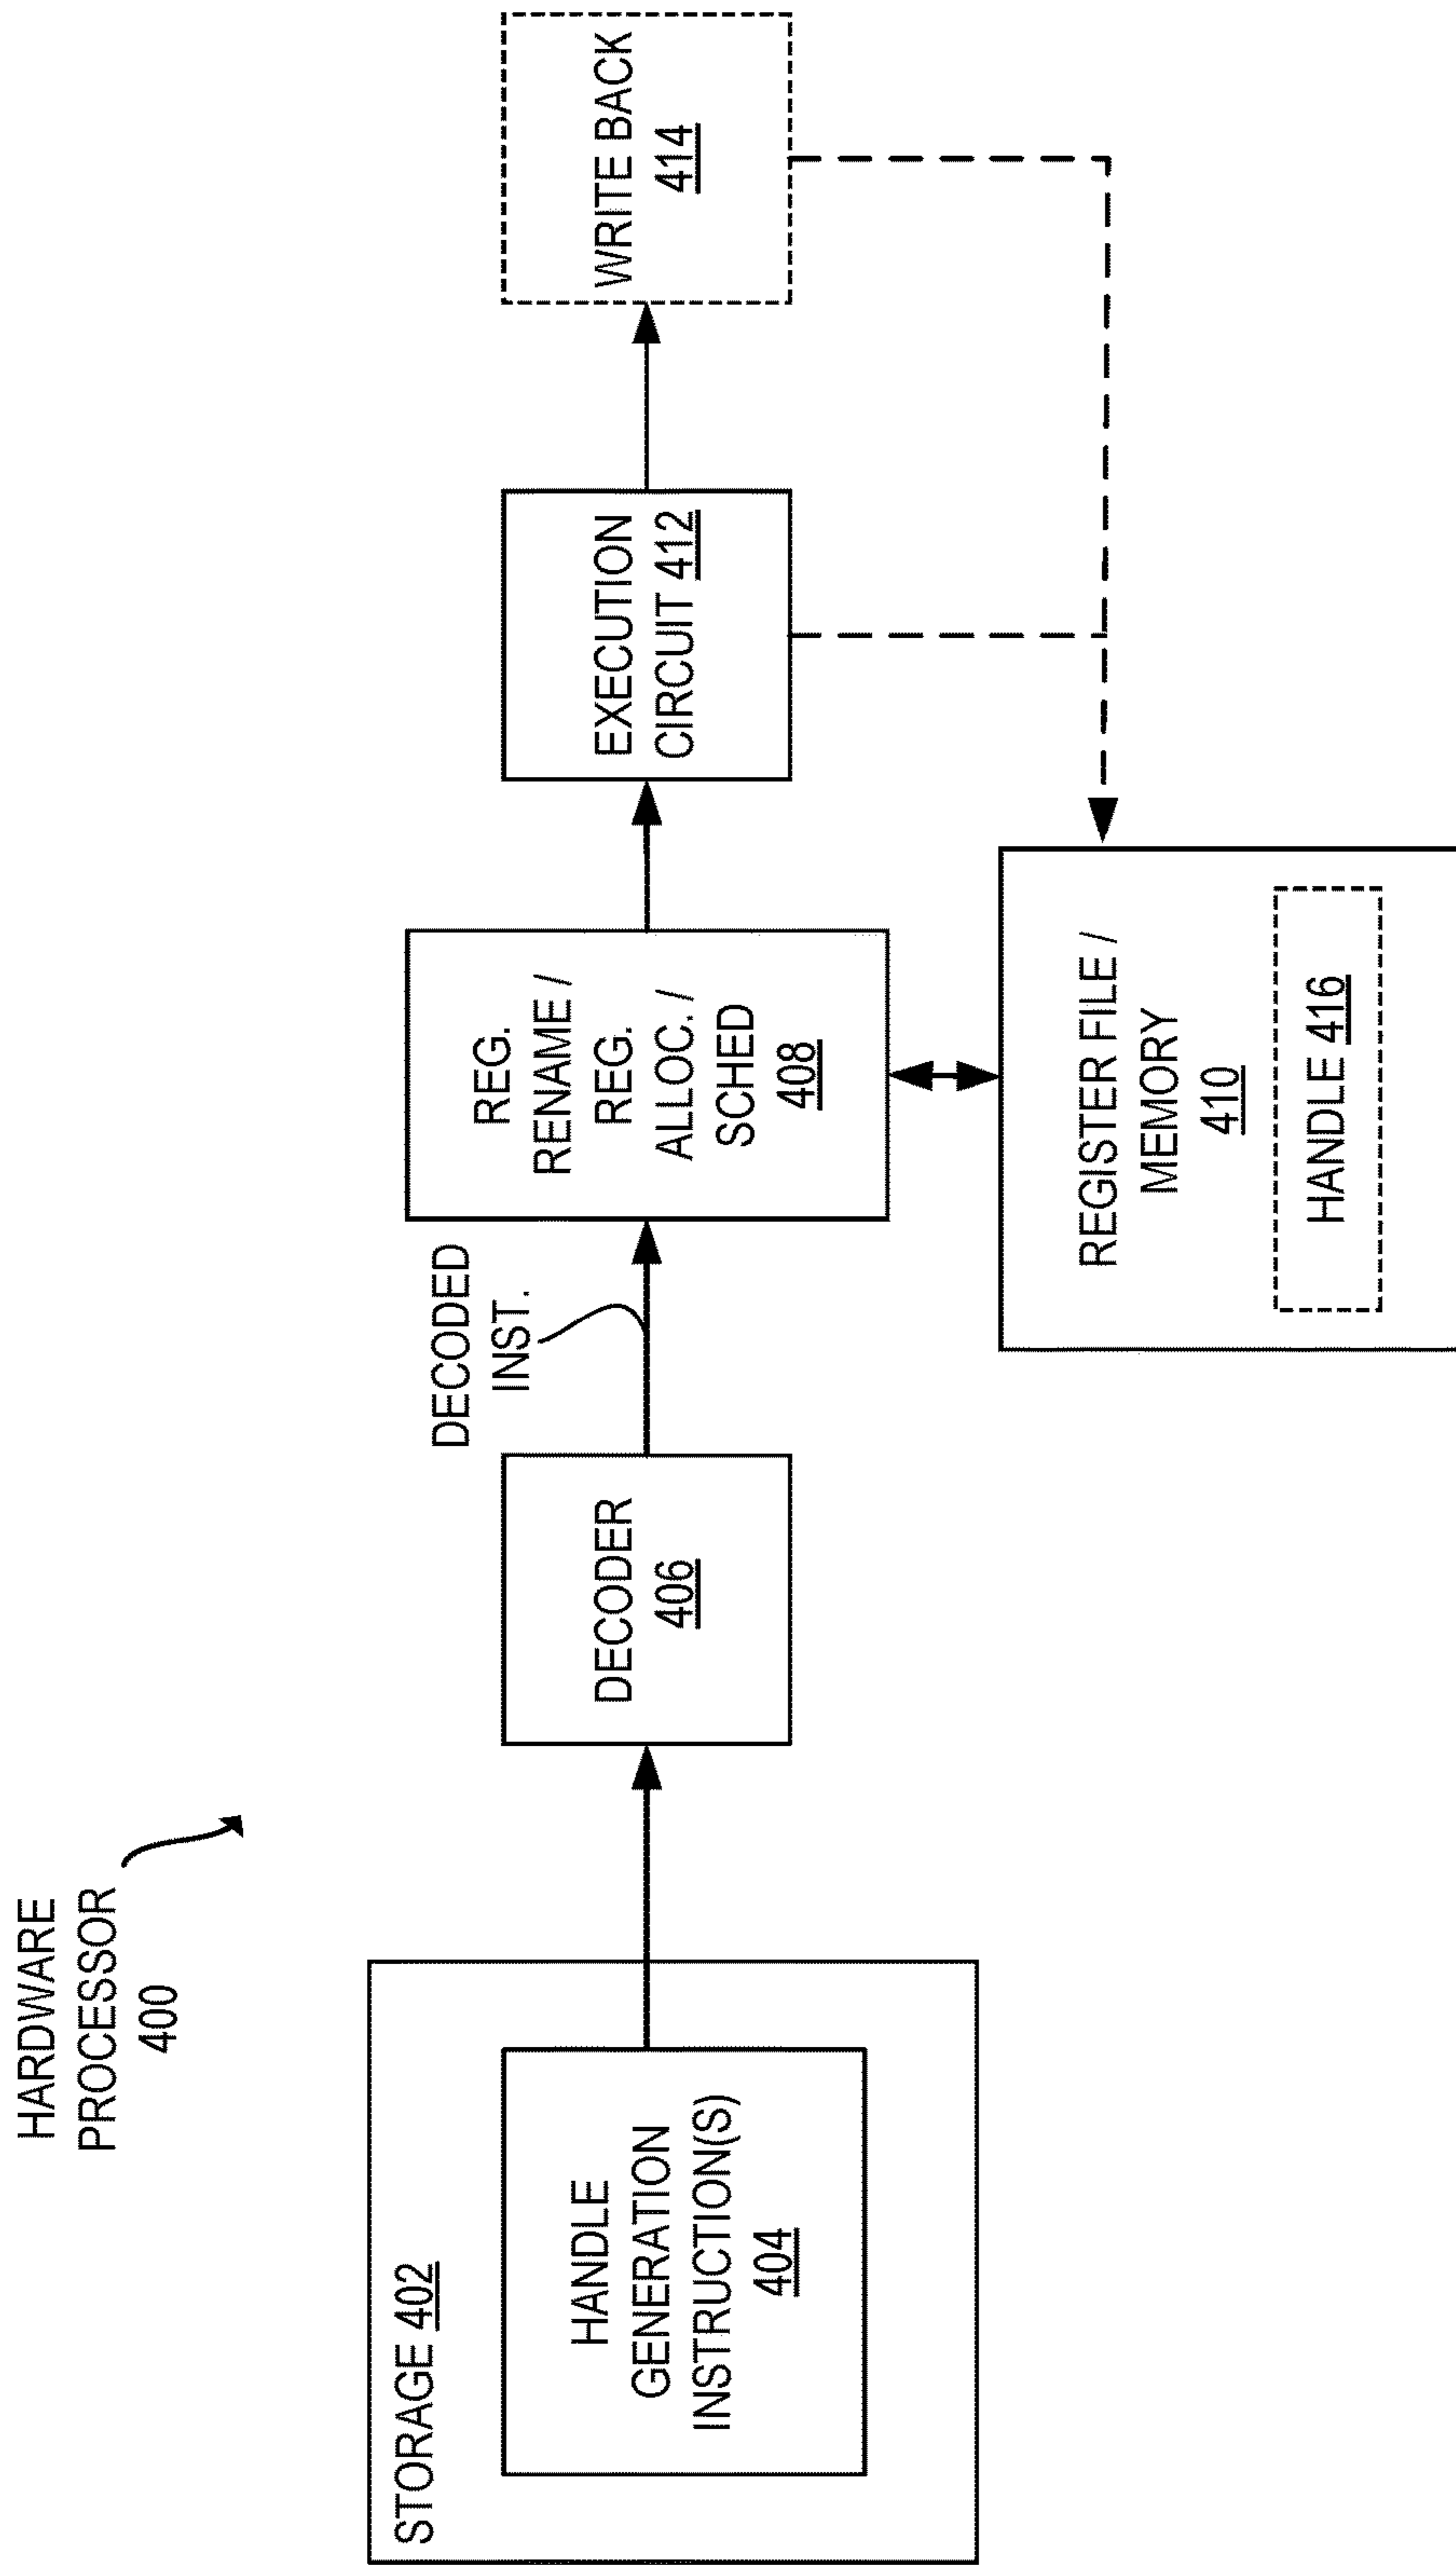 HARDWARE
PROCESSOR
400
STORAGE 402
HANDLE
GENERATION
INSTRUCTION(S)
404
DECODER
406
DECODED
INST.
REG.
RENAME /
REG.
ALLOC. /
SCHED
408
EXECUTION
CIRCUIT 412
WRITE BACK
414
REGISTER FILE /
MEMORY
410
HANDLE 416